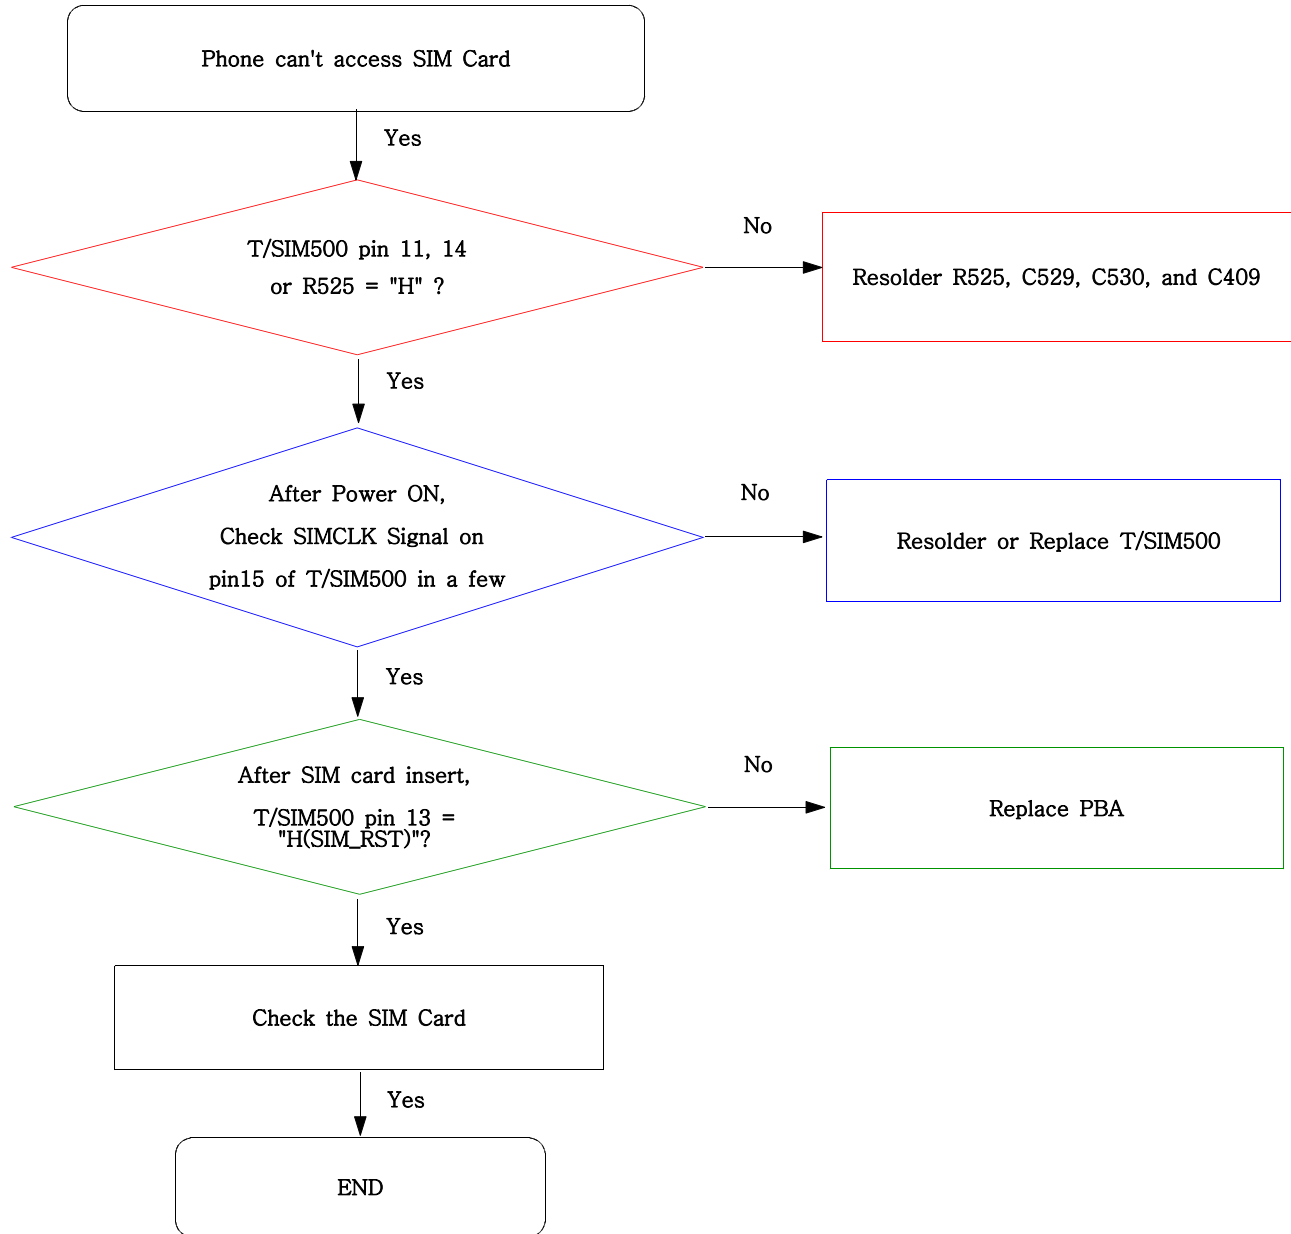 Phone can't access SIM Card
Yes
T/SIM500 pin 11, 14
or R525 = "H" ?
No
Resolder R525, C529, C530, and C409
Yes
After Power ON,
Check SIMCLK Signal on
pin15 of T/SIM500 in a few
No
Resolder or Replace T/SIM500
Yes
After SIM card insert,
T/SIM500 pin 13 =
"H(SIM_RST)"?
No
Replace PBA
Yes
Check the SIM Card
Yes
END